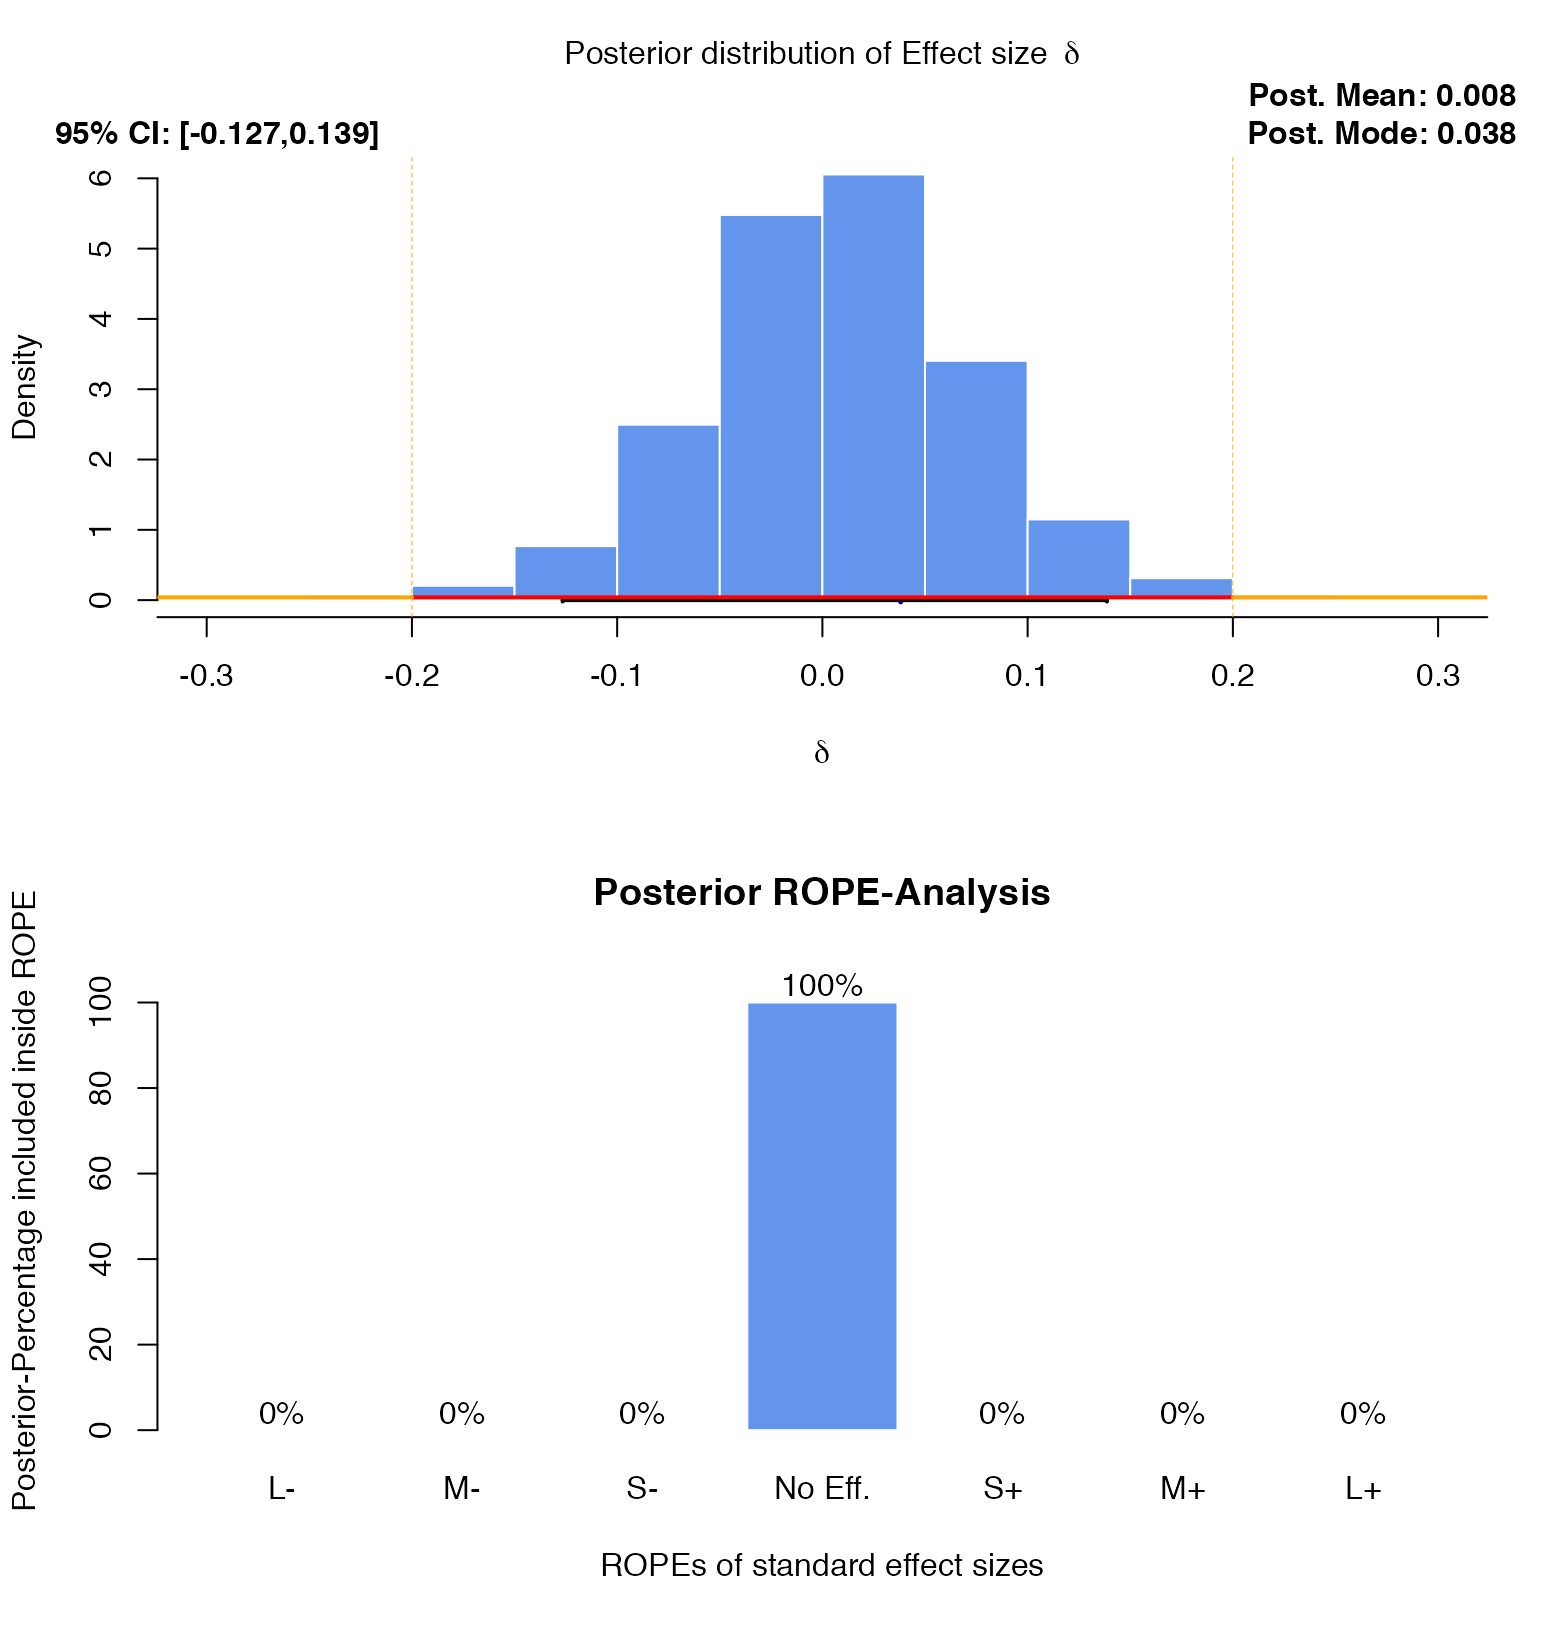 Posterior distribution of Effect size δ
Post. Mean: 0.008
95% CI: [-0.127,0.139]
Post. Mode: 0.038
Density
6
5
4
3
2
1
0
-0.3 -0.2 -0.1 0.0 0.1 0.2 0.3
δ
Posterior ROPE-Analysis
Posterior-Percentage included inside ROPE
100
80
60
40
20
0
0% 0% 0% 100% 0% 0% 0%
L- M- S- No Eff. S+ M+ L+
ROPEs of standard effect sizes